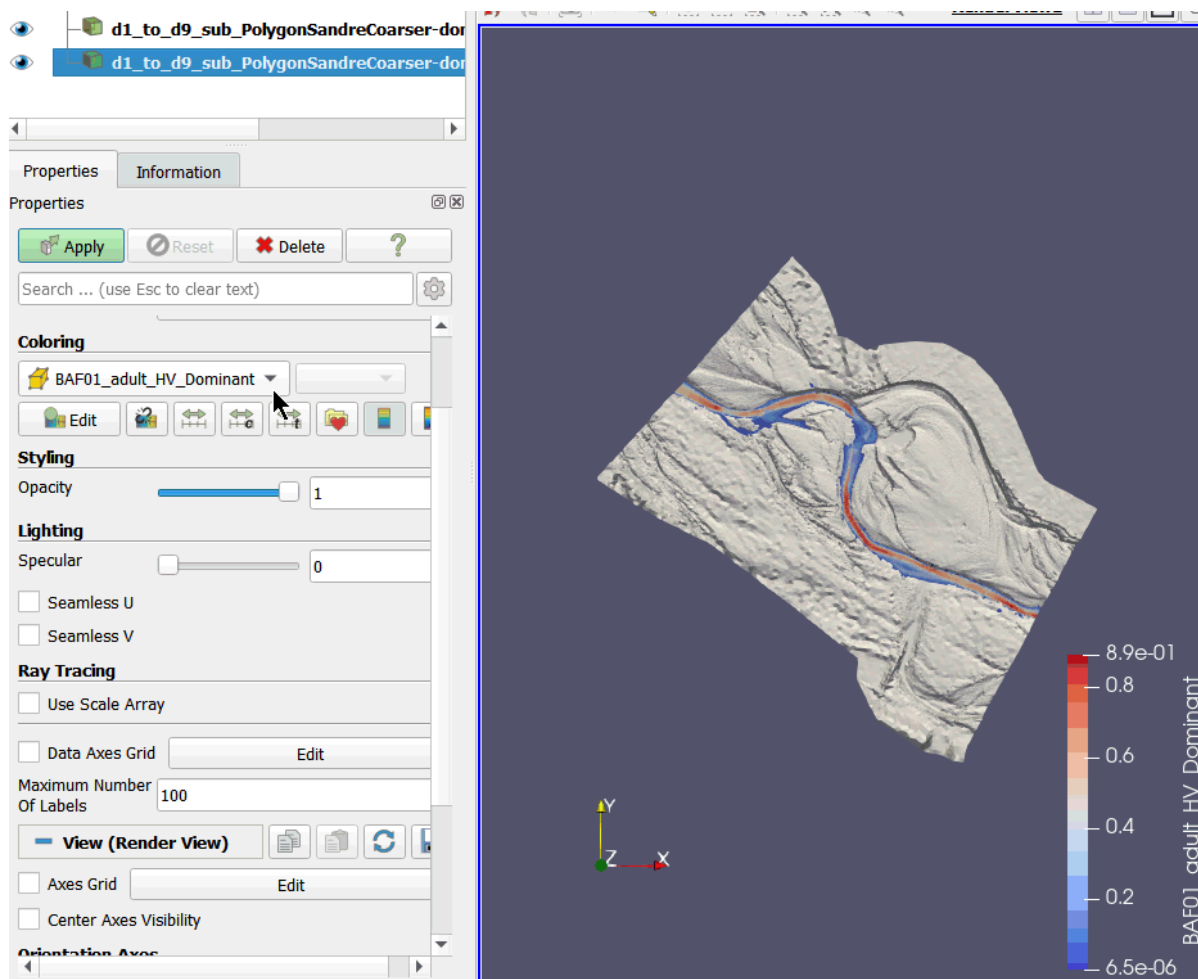 d1_to_d9_sub_PolygonSandreCoarser-dor
d1_to_d9_sub_PolygonSandreCoarser-dor
Properties
Information
Properties
Apply
Reset
Delete
?
Search ... (use Esc to clear text)
Coloring
BAF01_adult_HV_Dominant
Edit
c
t
Styling
Opacity
1
Lighting
Specular
0
Seamless U
Seamless V
Ray Tracing
Use Scale Array
Data Axes Grid
Edit
Maximum Number
Of Labels
100
View (Render View)
Axes Grid
Edit
Center Axes Visibility
Orientation Axes
Y
Z
X
8.9e-01
0.8
0.6
0.4
0.2
6.5e-06
BAF01_adult HV Dominant